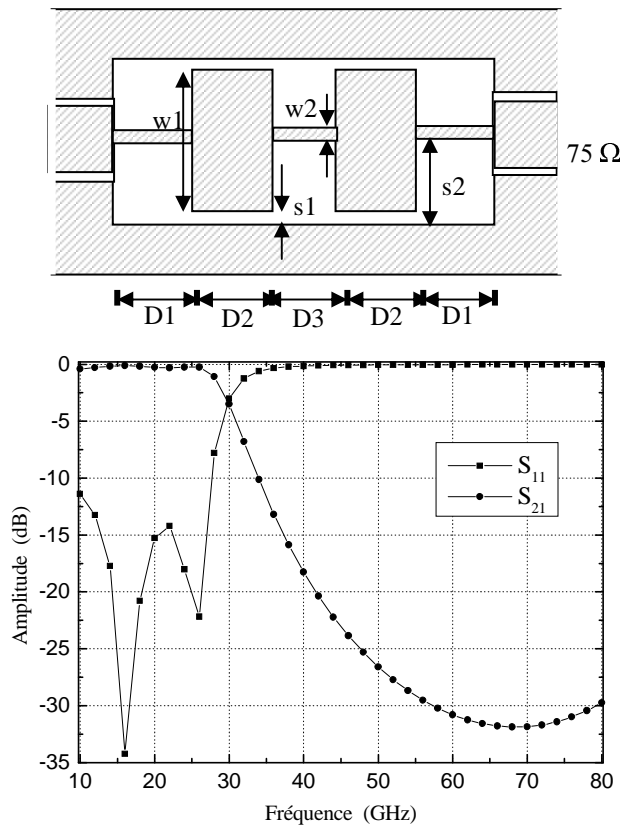 w1
w2
s1
s2
75 Ω
D1 D2 D3 D2 D1
0
-5
-10
-15
-20
-25
-30
-35
Amplitude (dB)
S11
S21
10 20 30 40 50 60 70 80
Fréquence (GHz)